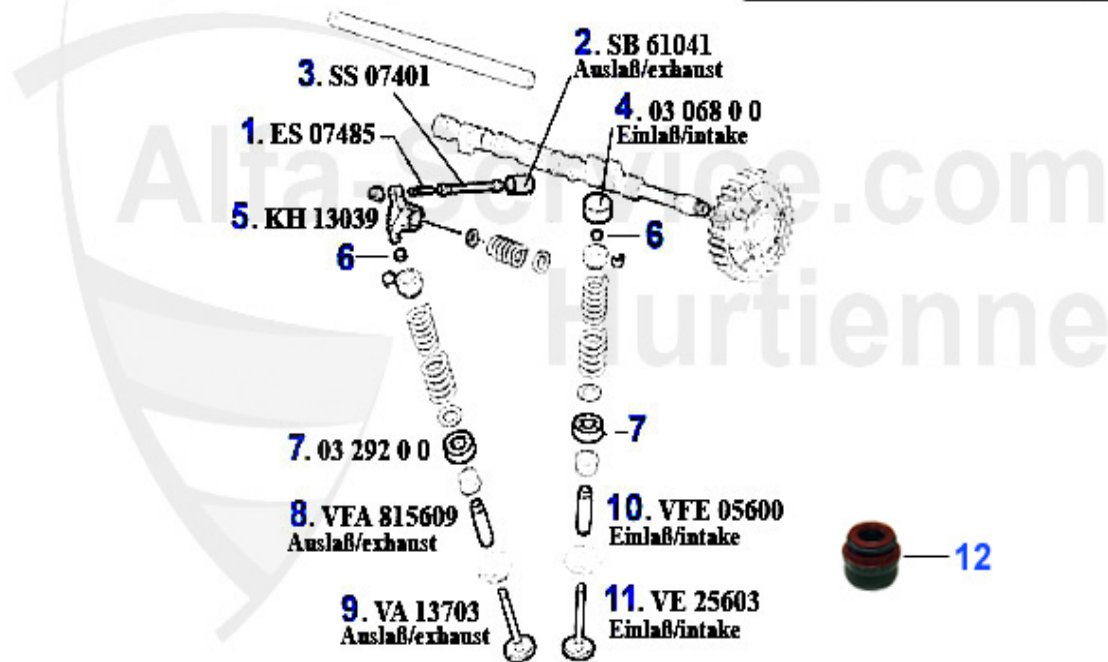 2. SB 61041
Auslaß/exhaust
3. SS 07401
4. 03 068 0 0
Einlaß/intake
1. ES 07485
Alfa-Service.com
5. KH 13039
6
6
Hurtienne
7. 03 292 0 0
7
8. VFA 815609
Auslaß/exhaust
10. VFE 05600
Einlaß/intake
12
9. VA 13703
Auslaß/exhaust
11. VE 25603
Einlaß/intake